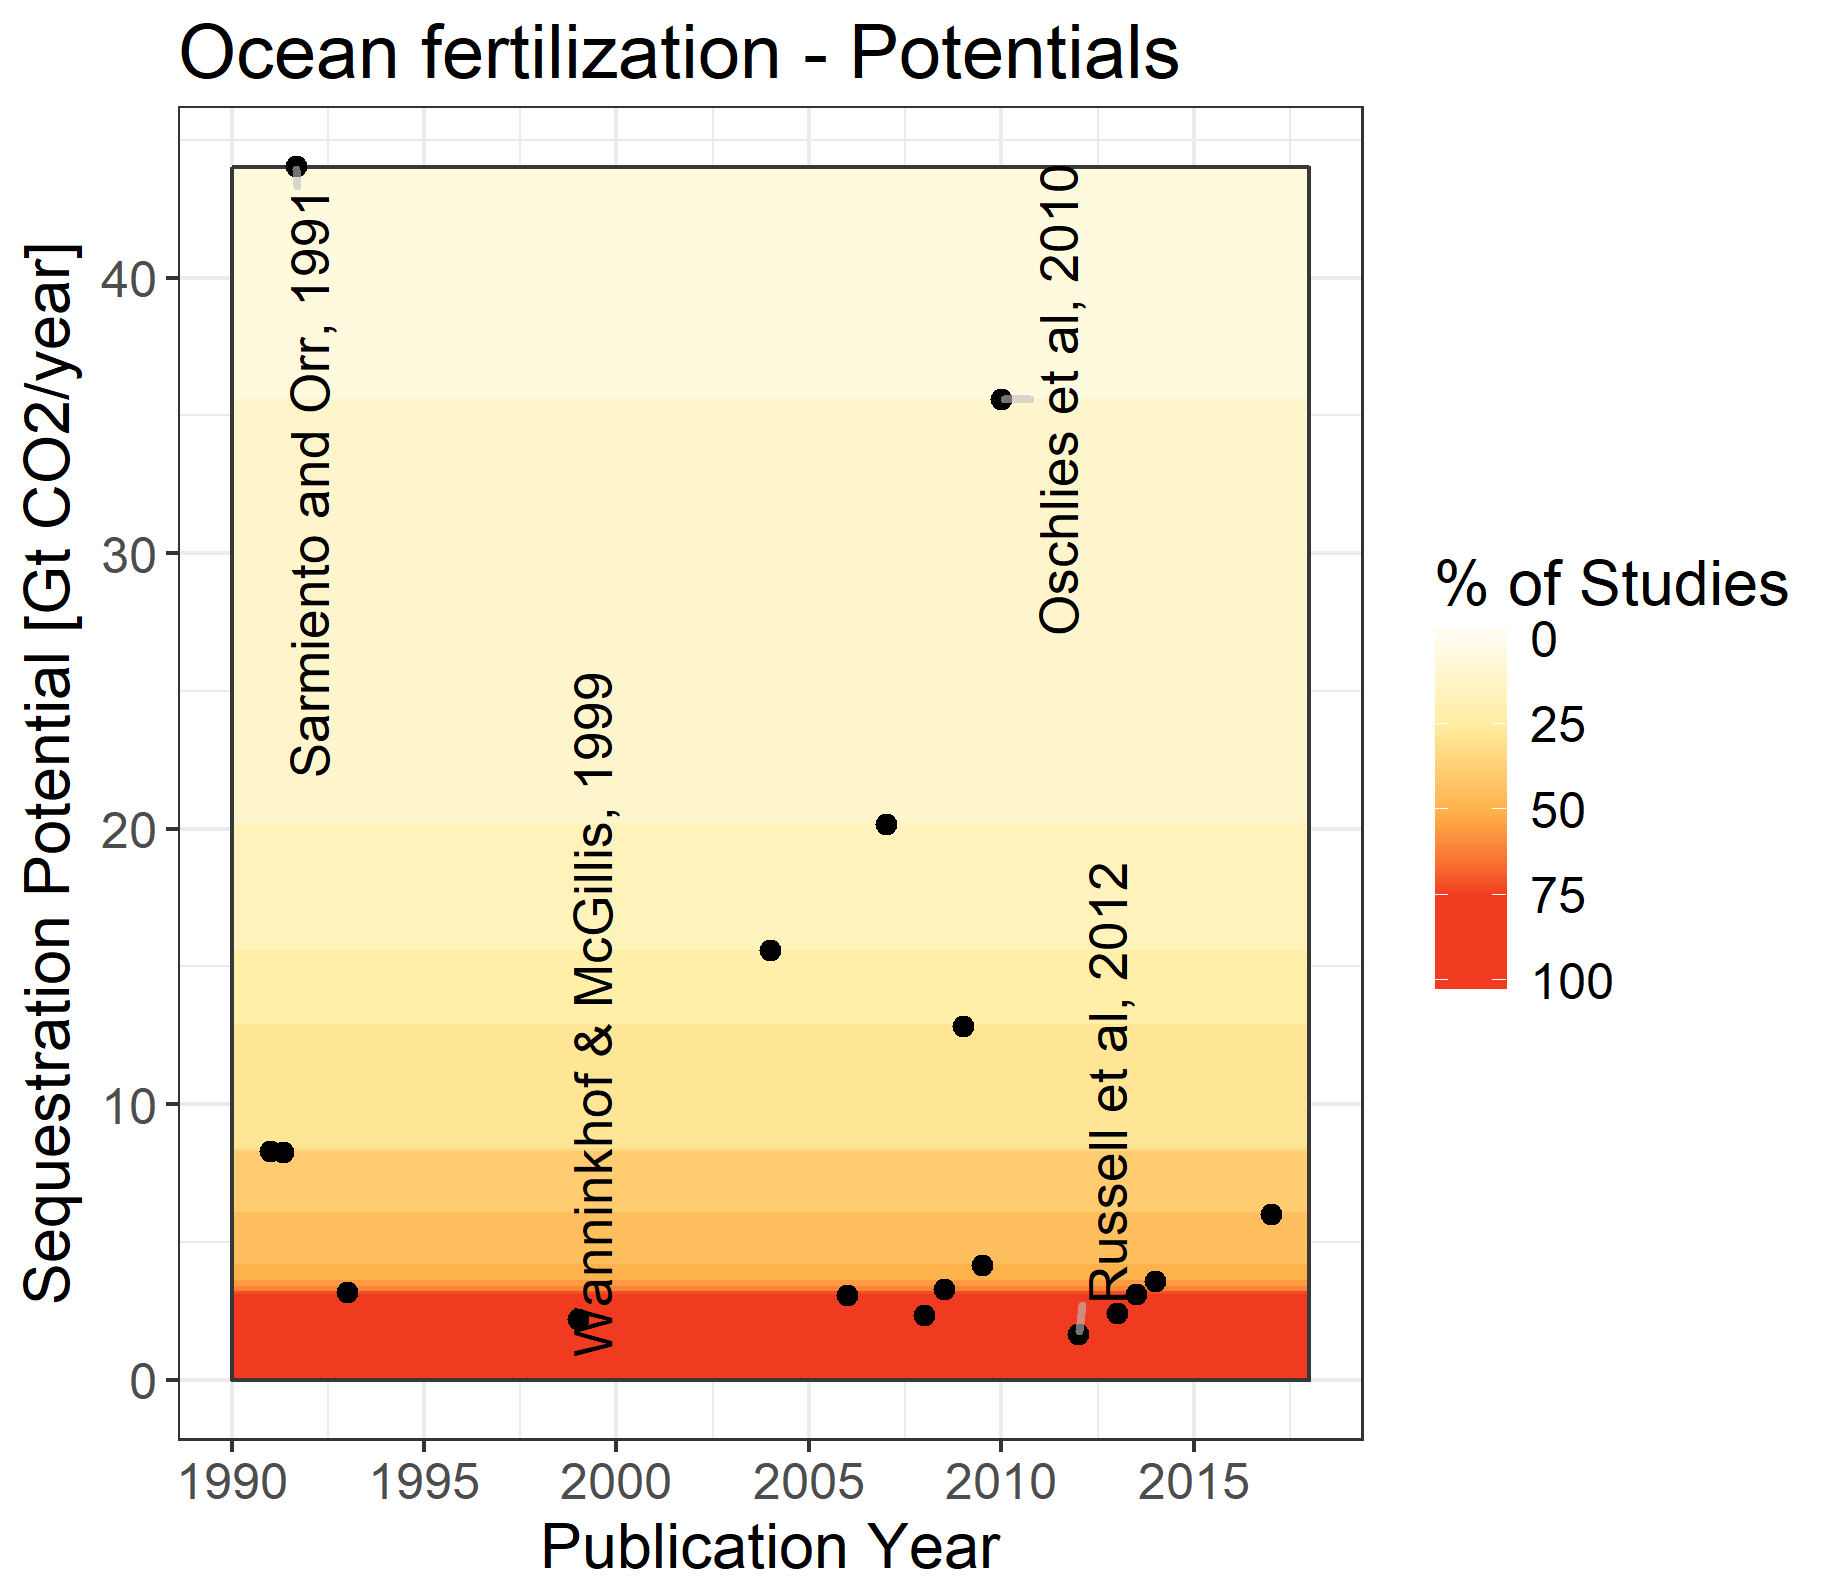 Ocean fertilization - Potentials
Sequestration Potential [Gt CO2/year]
40
30
20
10
0
Sarmiento and Orr, 1991
Oschlies et al, 2010
Wanninkhof & McGillis, 1999
Russell et al, 2012
1990 1995 2000 2005 2010 2015
Publication Year
% of Studies
0
25
50
75
100